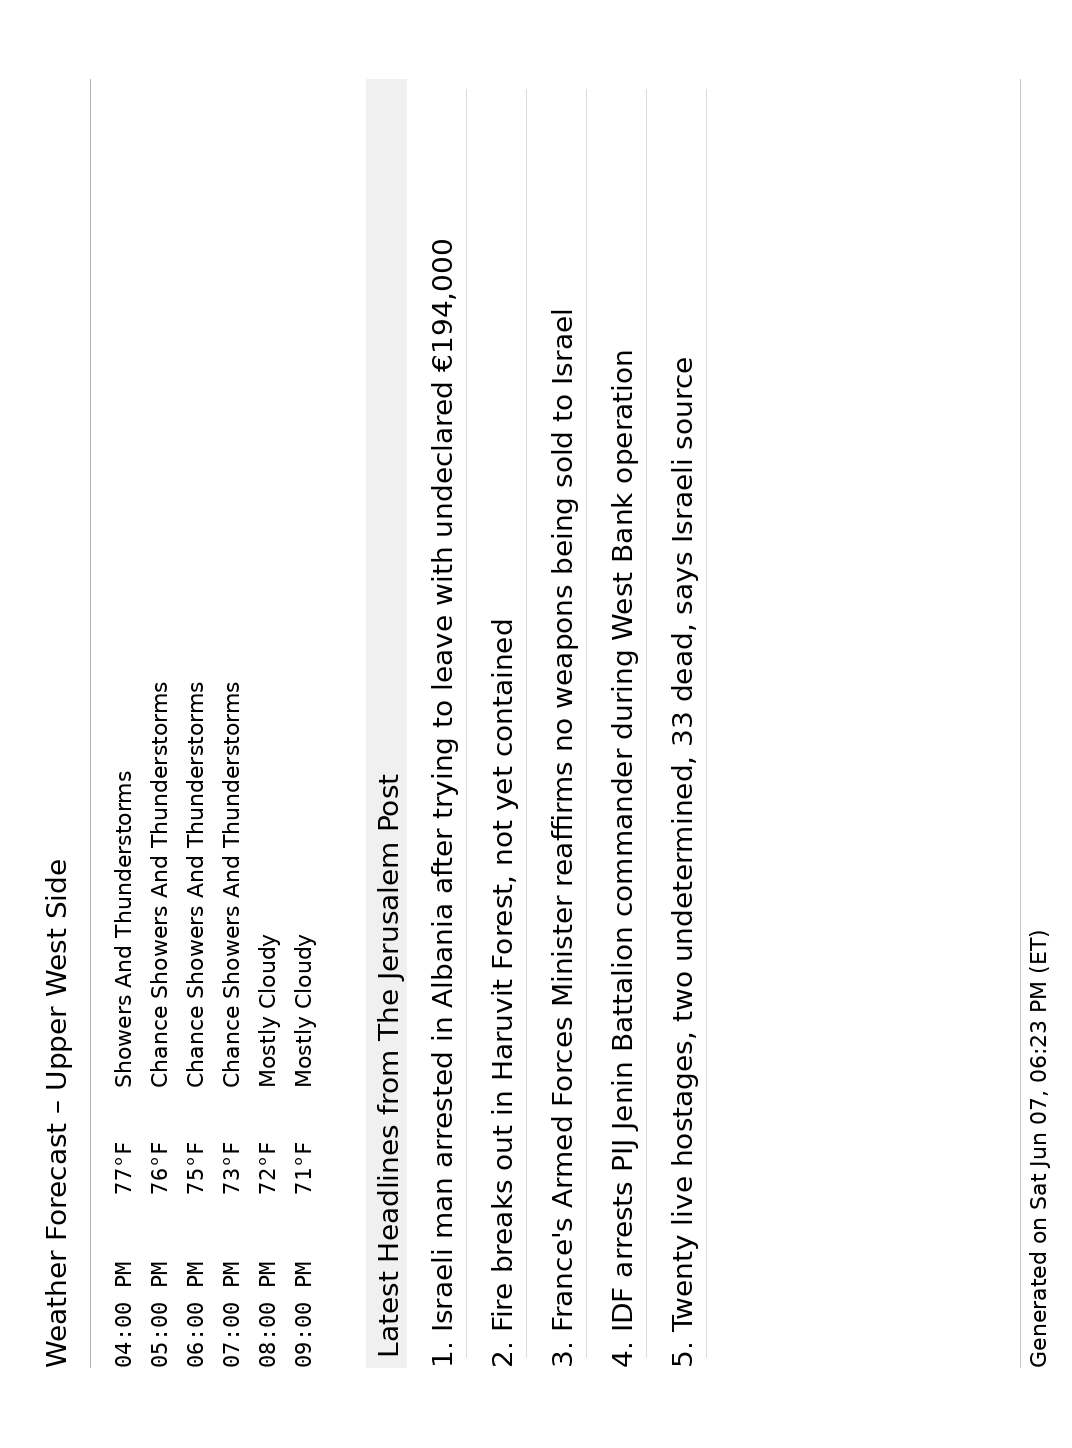 Weather Forecast – Upper West Side
04:00 PM 77°F Showers And Thunderstorms
05:00 PM 76°F Chance Showers And Thunderstorms
06:00 PM 75°F Chance Showers And Thunderstorms
07:00 PM 73°F Chance Showers And Thunderstorms
08:00 PM 72°F Mostly Cloudy
09:00 PM 71°F Mostly Cloudy
Latest Headlines from The Jerusalem Post
1. Israeli man arrested in Albania after trying to leave with undeclared €194,000
2. Fire breaks out in Haruvit Forest, not yet contained
3. France's Armed Forces Minister reaffirms no weapons being sold to Israel
4. IDF arrests PIJ Jenin Battalion commander during West Bank operation
5. Twenty live hostages, two undetermined, 33 dead, says Israeli source
Generated on Sat Jun 07, 06:23 PM (ET)